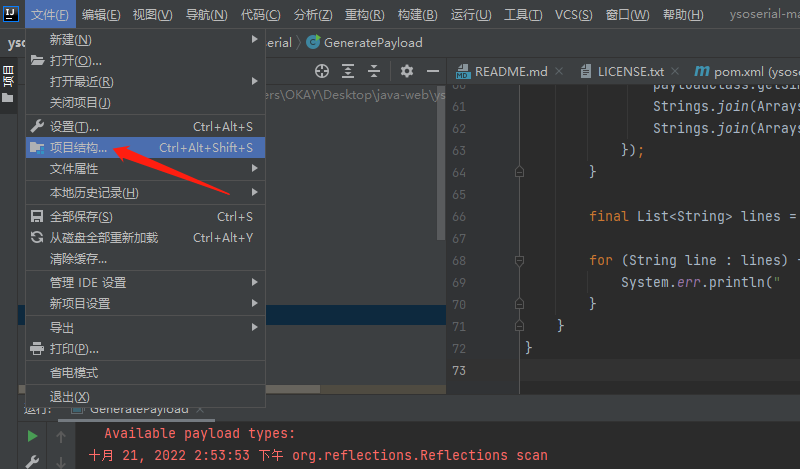 文件(F) 编辑(E) 视图(V) 导航(N) 代码(C) 分析(Z) 重构(R) 构建(B) 运行(U) 工具(T) VCS(S) 窗口(W) 帮助(H) ysoserial-ma
yso
erial GeneratePayload
项目
新建(N)
打开(O)...
打开最近(R)
关闭项目(J)
设置(T)... Ctrl+Alt+S
项目结构... Ctrl+Alt+Shift+S
文件属性
本地历史记录(H)
全部保存(S) Ctrl+S
从磁盘全部重新加载 Ctrl+Alt+Y
清除缓存...
管理 IDE 设置
新项目设置
导出
打印(P)...
省电模式
退出(X)
ers\OKAY\Desktop\java-web\ys
README.md LICENSE.txt pom.xml (ysose
61 Strings.join(Arrays
62 Strings.join(Arrays
63 });
64 }
65
66 final List<String> lines =
67
68 for (String line : lines) {
69 System.err.println("
70 }
71 }
72 }
73
运行: GeneratePayload
Available payload types:
十月 21, 2022 2:53:53 下午 org.reflections.Reflections scan